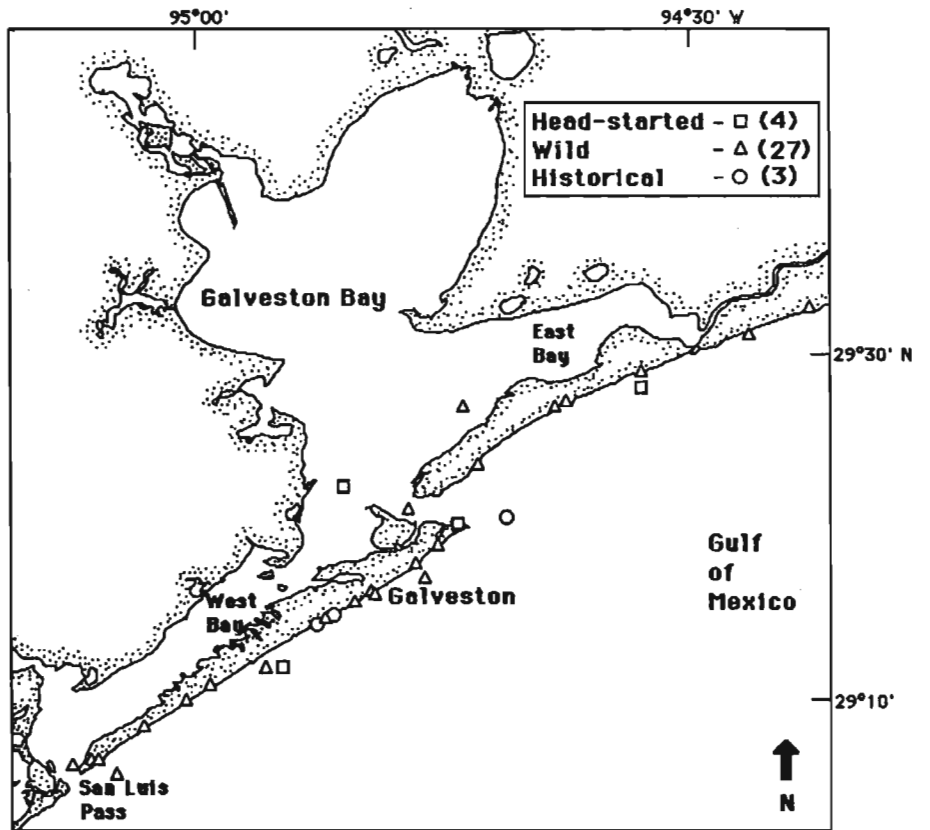 95°00'
94°30' W
Head-started - □ (4)
Wild - △ (27)
Historical - ○ (3)
Galveston Bay
East
Bay
29°30' N
Gulf
of
Mexico
West
Bay
Galveston
29°10'
San Luis
Pass
N